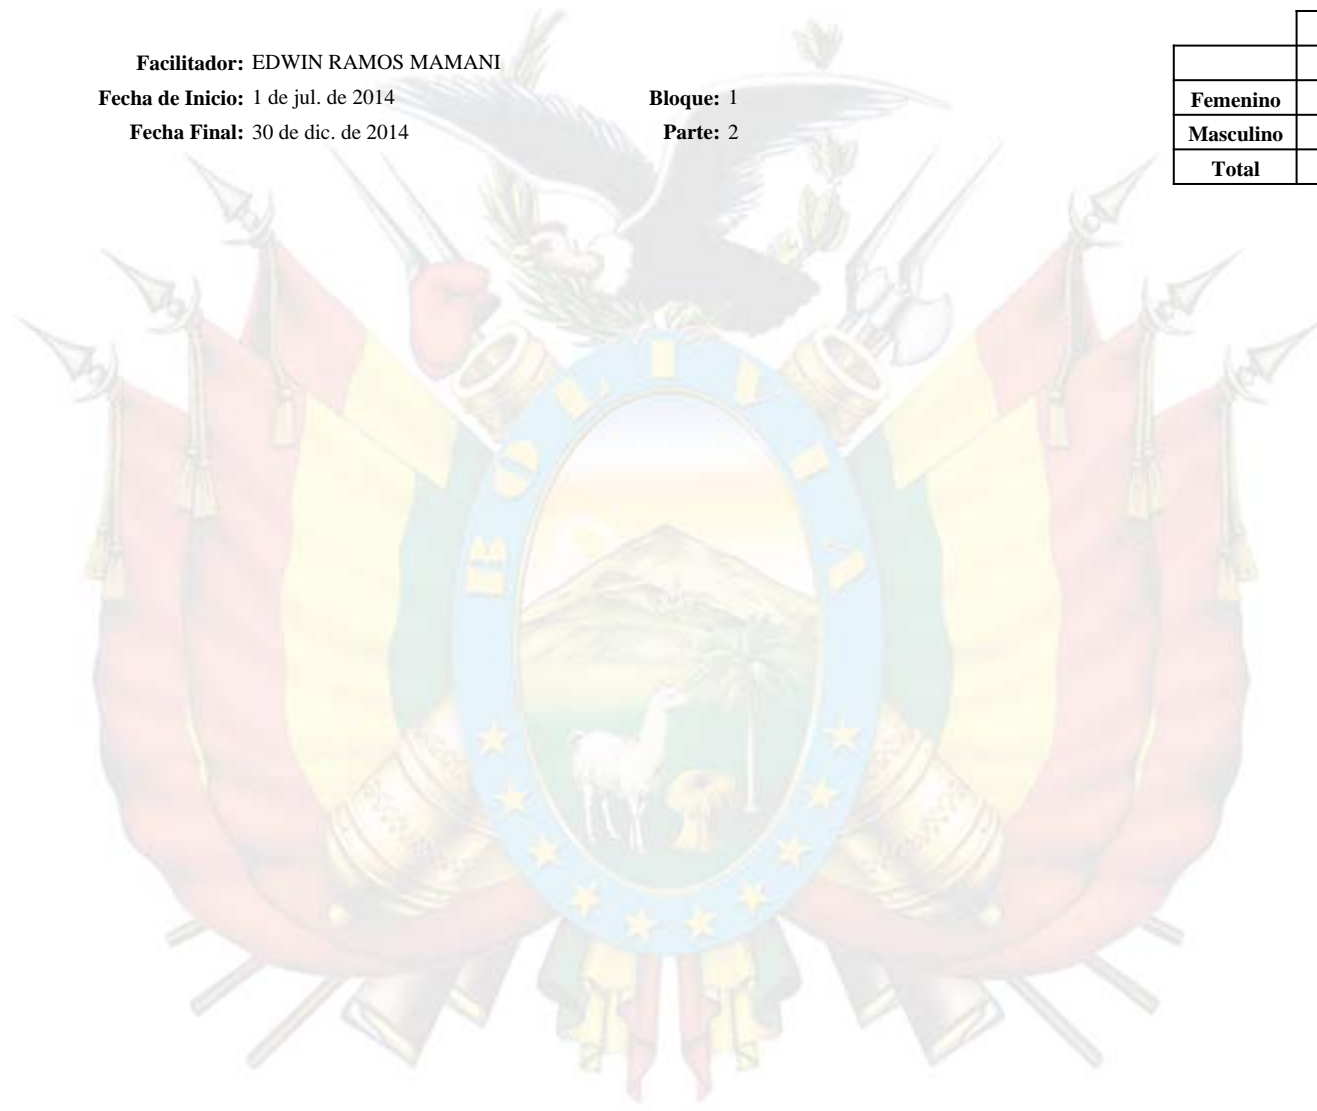 Facilitador: EDWIN RAMOS MAMANI
Fecha de Inicio: 1 de jul. de 2014 Bloque: 1
Fecha Final: 30 de dic. de 2014 Parte: 2
Femenino
Masculino
Total
BOLIVIA